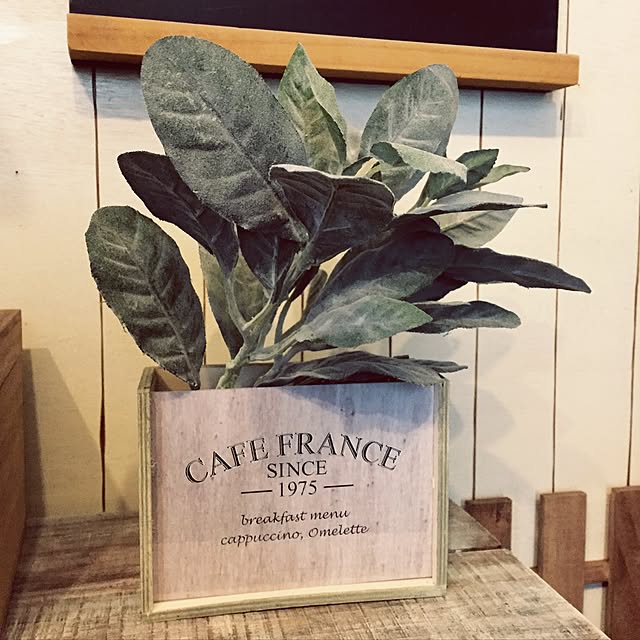 CAFE FRANCE
SINCE
— 1975 —
breakfast menu
cappuccino, Omelette